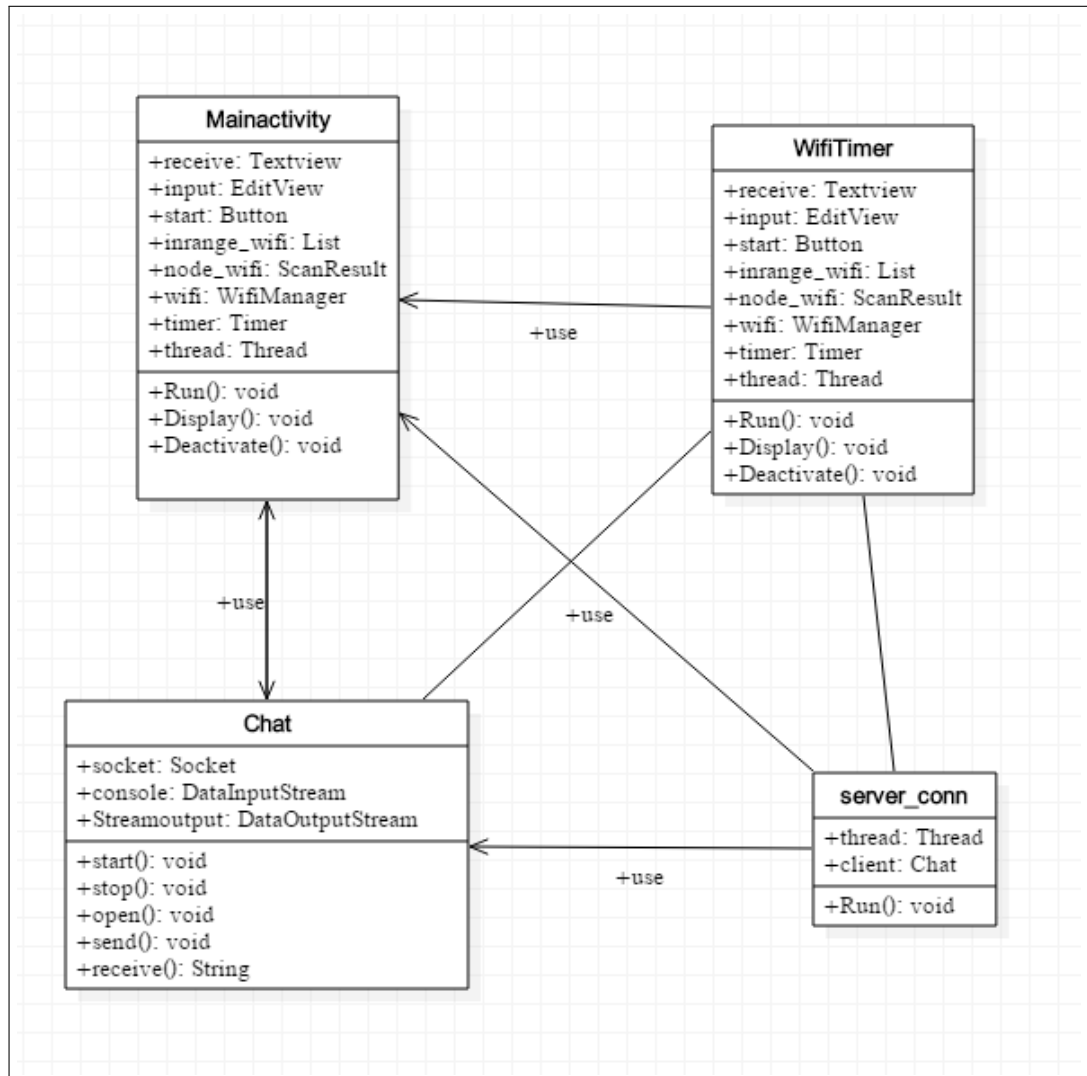 Mainactivity
+receive: Textview
+input: EditView
+start: Button
+inrange_wifi: List
+node_wifi: ScanResult
+wifi: WifiManager
+timer: Timer
+thread: Thread
+Run(): void
+Display(): void
+Deactivate(): void
WifiTimer
+receive: Textview
+input: EditView
+start: Button
+inrange_wifi: List
+node_wifi: ScanResult
+wifi: WifiManager
+timer: Timer
+thread: Thread
+Run(): void
+Display(): void
+Deactivate(): void
+use
+use
+use
Chat
+socket: Socket
+console: DataInputStream
+Streamoutput: DataOutputStream
+start(): void
+stop(): void
+open(): void
+send(): void
+receive(): String
+use
server_conn
+thread: Thread
+client: Chat
+Run(): void